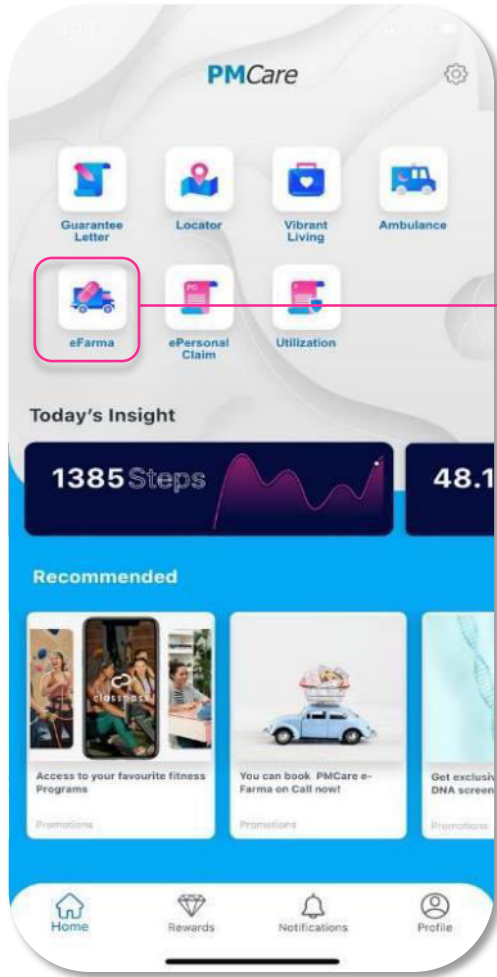 PMCare
Guarantee
Letter
Locator
Vibrant
Living
Ambulance
eFarma
ePersonal
Claim
Utilization
Today's Insight
1385 Steps
48.1
Recommended
classpass
Access to your favourite fitness
Programs
Promotions
You can book PMCare e-
Farma on Call now!
Promotions
Get exclusiv
DNA screen
Promotions
Home
Rewards
Notifications
Profile